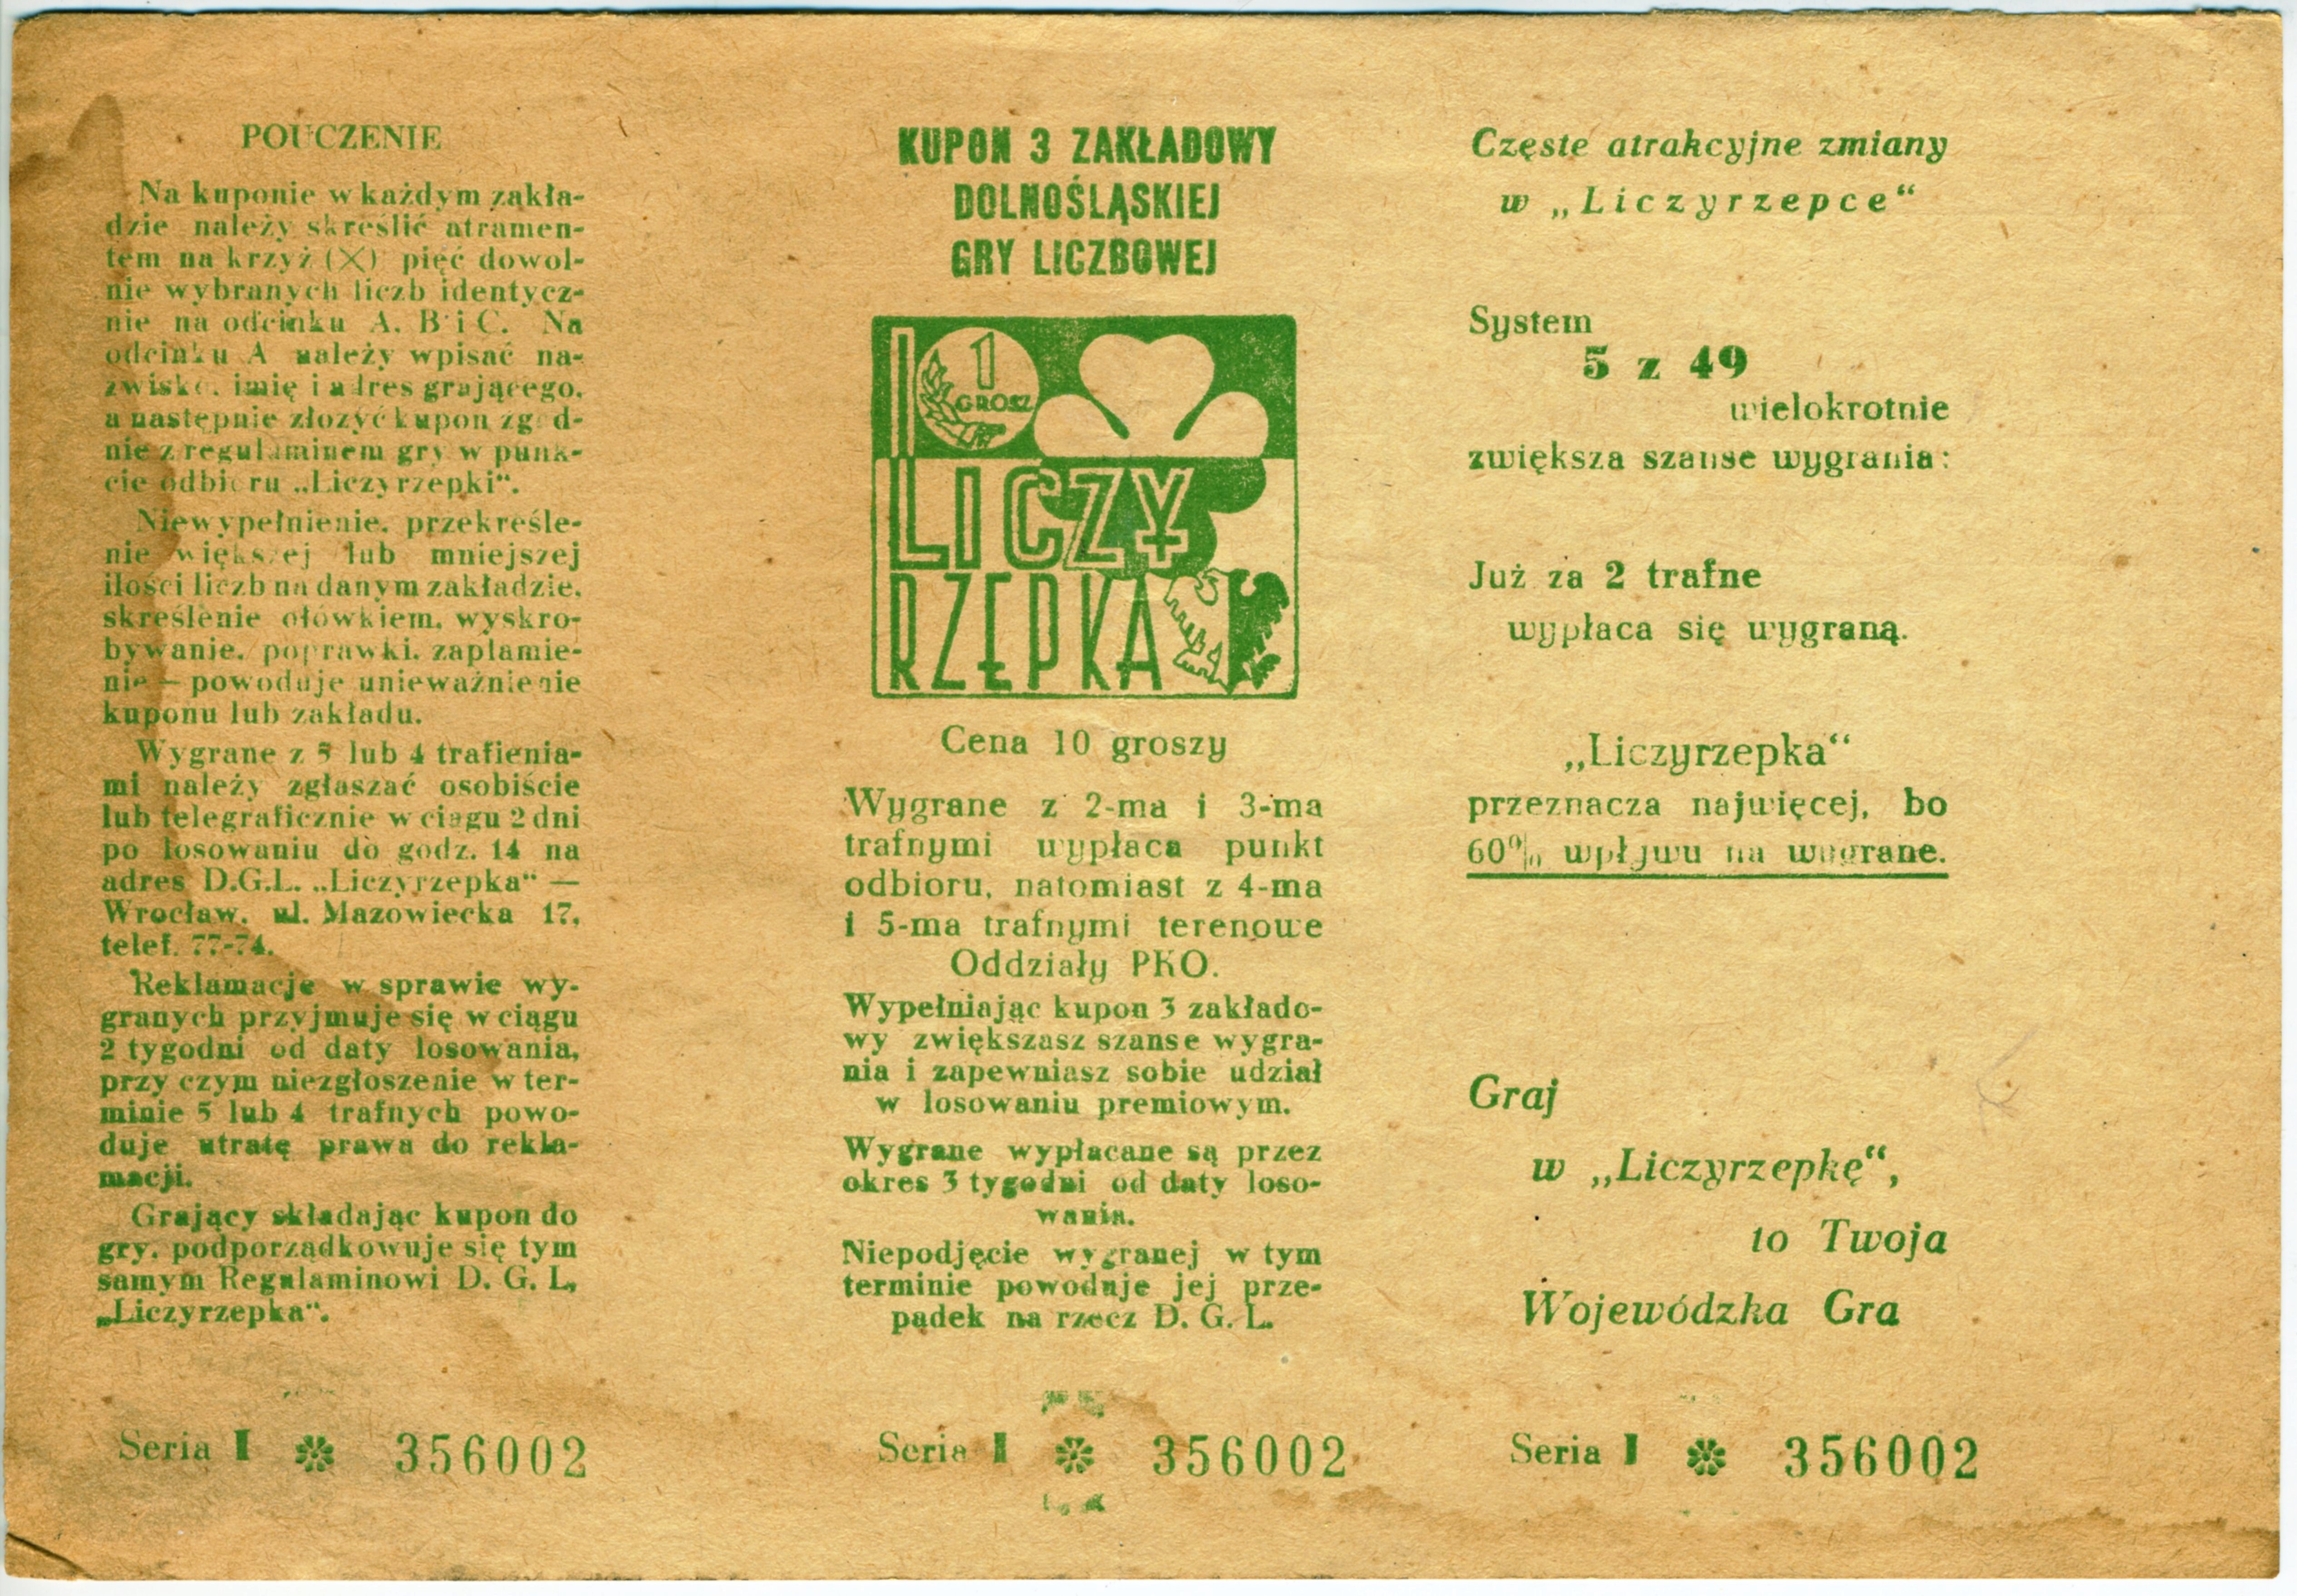 POUCZENIE
Na kuponie w każdym zakła-
dzie należy skreślić atramen-
tem na krzyż (X) pięć dowol-
nie wybranych liczb identycz-
nie na odcinku A, B i C. Na
odcinku A należy wpisać na-
zwisko, imię i adres grającego,
a następnie złożyć kupon zgod-
nie z regulaminem gry w punk-
cie odbioru „Liczyrzepki“.
Niewypełnienie, przekreśle-
nie większej lub mniejszej
ilości liczb na danym zakładzie,
skreślenie ołówkiem, wyskro-
bywanie, poprawki, zaplamie-
nie — powoduje unieważnienie
kuponu lub zakładu.
Wygrane z 5 lub 4 trafienia-
mi należy zgłaszać osobiście
lub telegraficznie w ciągu 2 dni
po losowaniu do godz. 14 na
adres D.G.L. „Liczyrzepka“ —
Wrocław, ul. Mazowiecka 17,
telef. 77-74.
Reklamacje w sprawie wy-
granych przyjmuje się w ciągu
2 tygodni od daty losowania,
przy czym niezgłoszenie w ter-
minie 5 lub 4 trafnych powo-
duje utratę prawa do rekla-
macji.
Grający składając kupon do
gry, podporządkowuje się tym
samym Regulaminowi D. G. L.
„Liczyrzepka“.
Seria I 356002
KUPON 3 ZAKŁADOWY
DOLNOŚLĄSKIEJ
GRY LICZBOWEJ
1
GROSZ
LICZY
RZEPKA
Cena 10 groszy
Wygrane z 2-ma i 3-ma
trafnymi wypłaca punkt
odbioru, natomiast z 4-ma
i 5-ma trafnymi terenowe
Oddziały PKO.
Wypełniając kupon 3 zakłado-
wy zwiększasz szanse wygra-
nia i zapewniasz sobie udział
w losowaniu premiowym.
Wygrane wypłacane są przez
okres 3 tygodni od daty loso-
wania.
Niepodjęcie wygranej w tym
terminie powoduje jej prze-
padek na rzecz D. G. L.
Seria I 356002
Częste atrakcyjne zmiany
w „Liczyrzepce“
System
5 z 49
wielokrotnie
zwiększa szanse wygrania:
Już za 2 trafne
wypłaca się wygraną.
„Liczyrzepka“
przeznacza najwięcej, bo
60% wpływu na wygrane.
Graj
w „Liczyrzepkę“,
to Twoja
Wojewódzka Gra
Seria I 356002